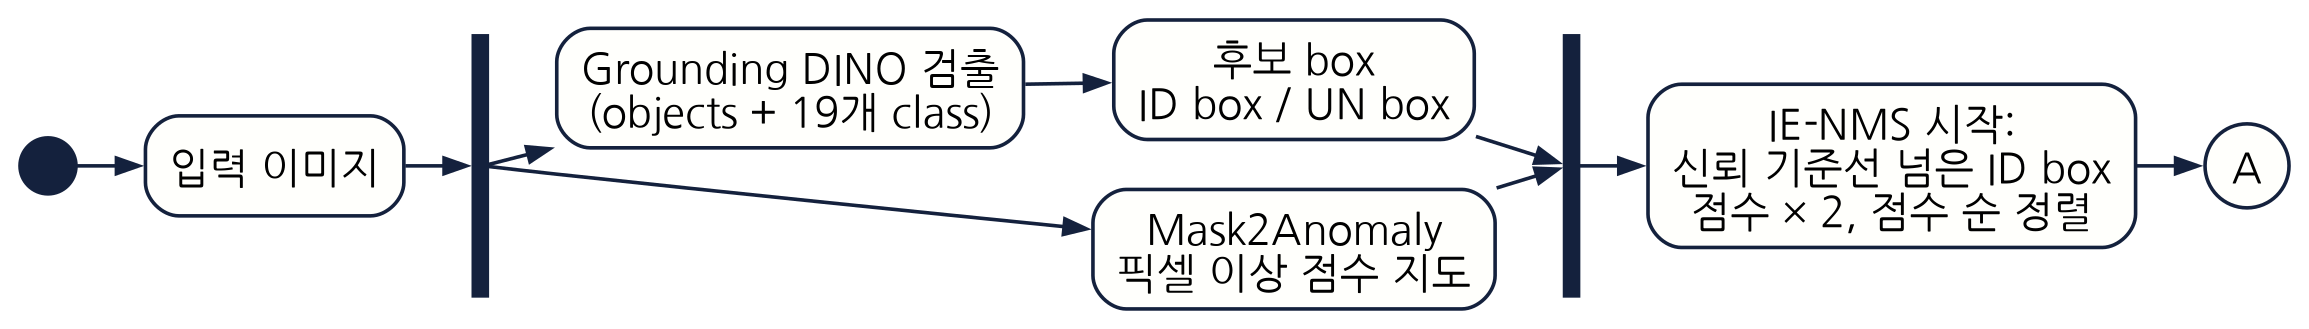 입력 이미지
Grounding DINO 검출
(objects + 19개 class)
후보 box
ID box / UN box
Mask2Anomaly
픽셀 이상 점수 지도
IE-NMS 시작:
신뢰 기준선 넘은 ID box
점수 × 2, 점수 순 정렬
A